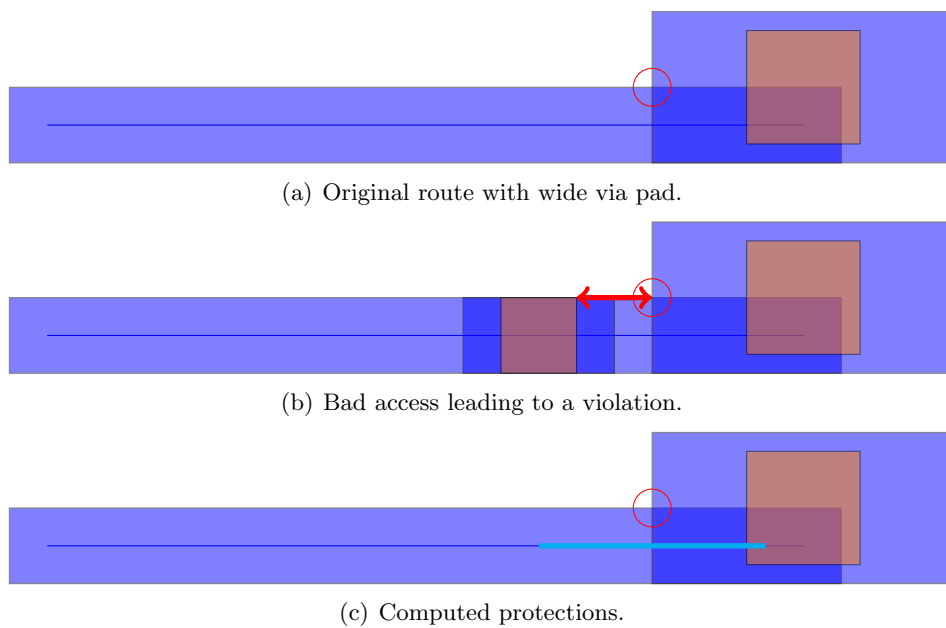 (a) Original route with wide via pad.
(b) Bad access leading to a violation.
(c) Computed protections.